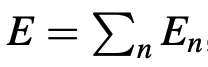 E = ∑ₙ Eₙ,